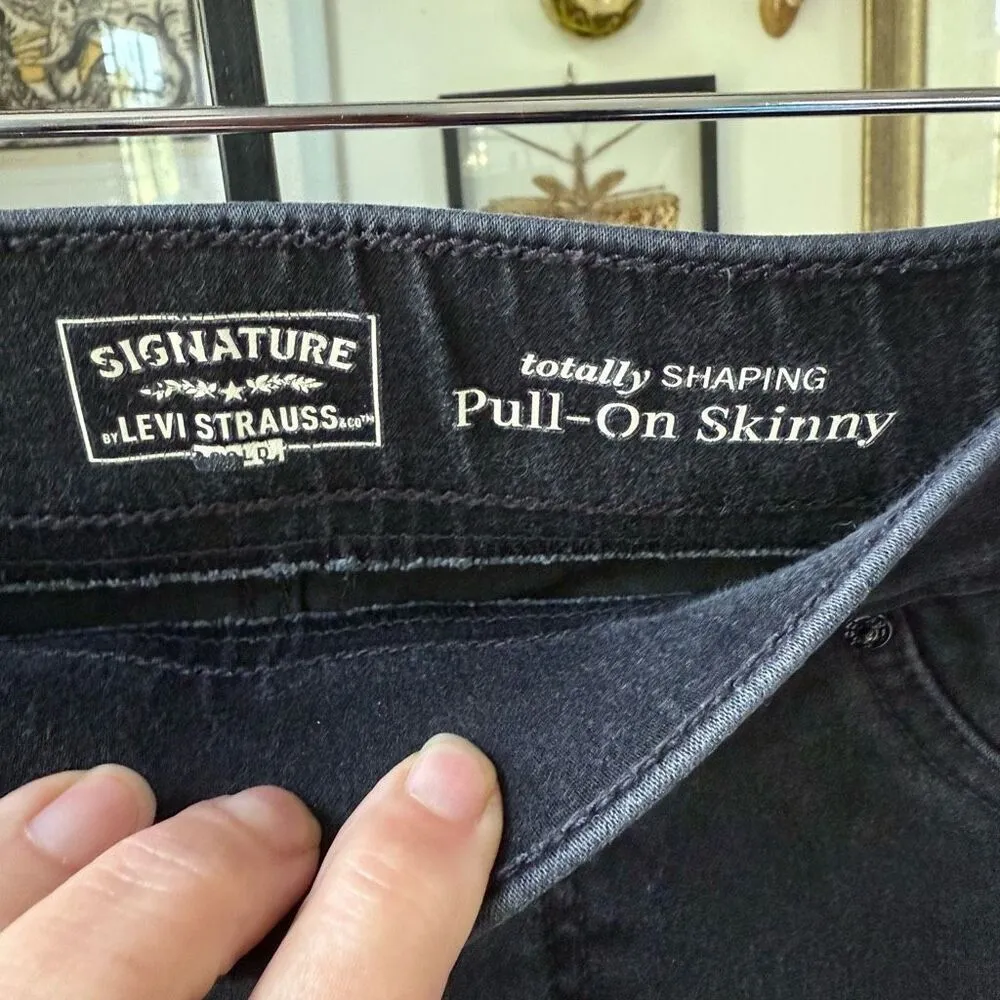 SIGNATURE
BY LEVI STRAUSS & CO™
totally SHAPING
Pull-On Skinny